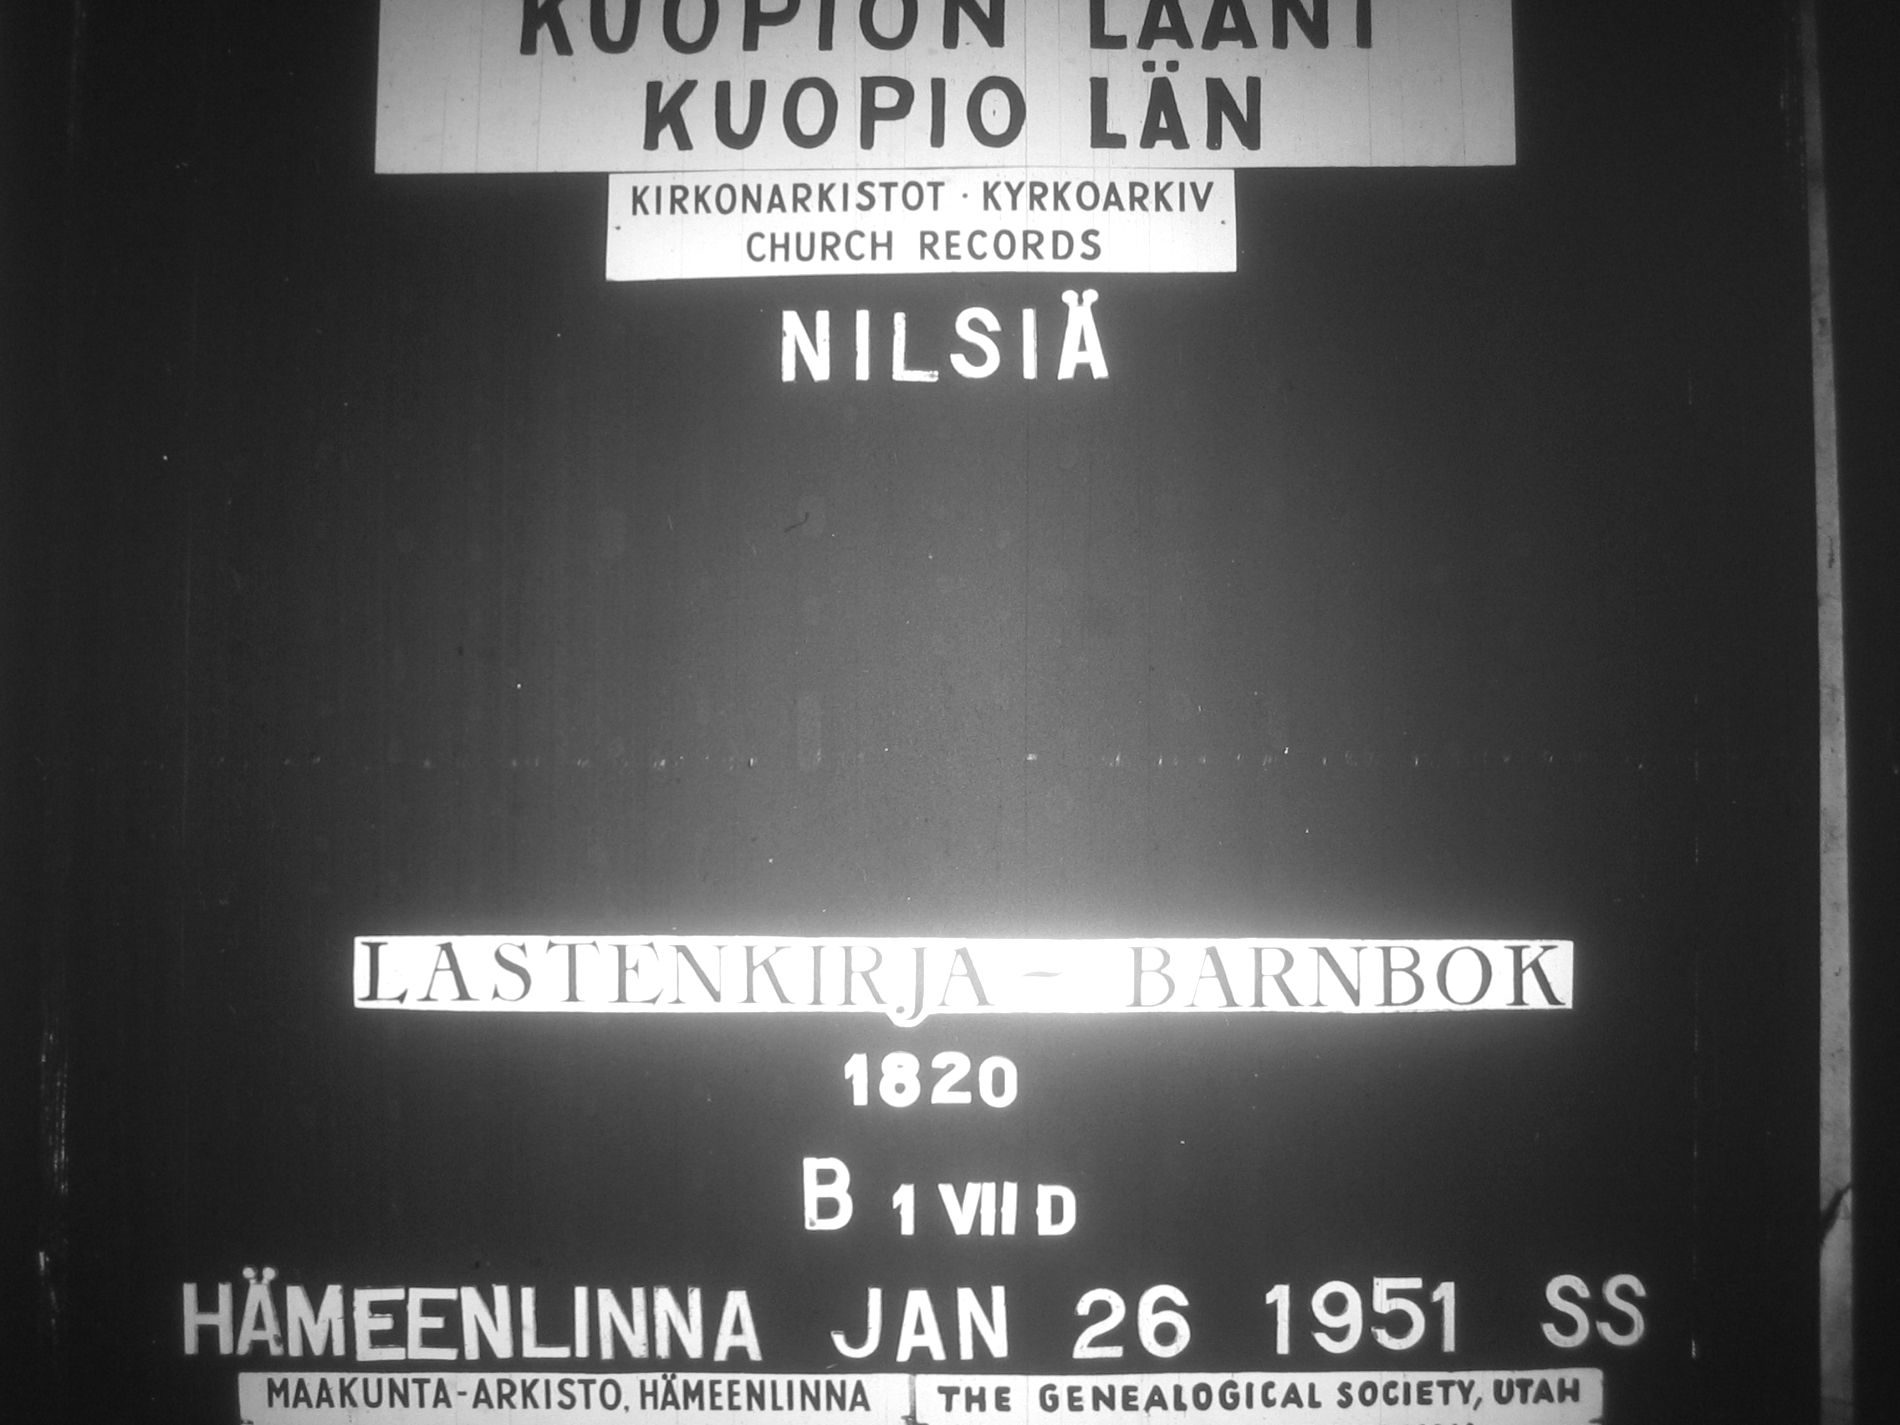 KUOPION LÄÄNI
KUOPIO LÄN
KIRKONARKISTOT · KYRKOARKIV
CHURCH RECORDS
NILSIÄ
LASTENKIRJA - BARNBOK
1820
B 1 VII D
HÄMEENLINNA JAN 26 1951 SS
MAAKUNTA-ARKISTO, HÄMEENLINNA THE GENEALOGICAL SOCIETY, UTAH